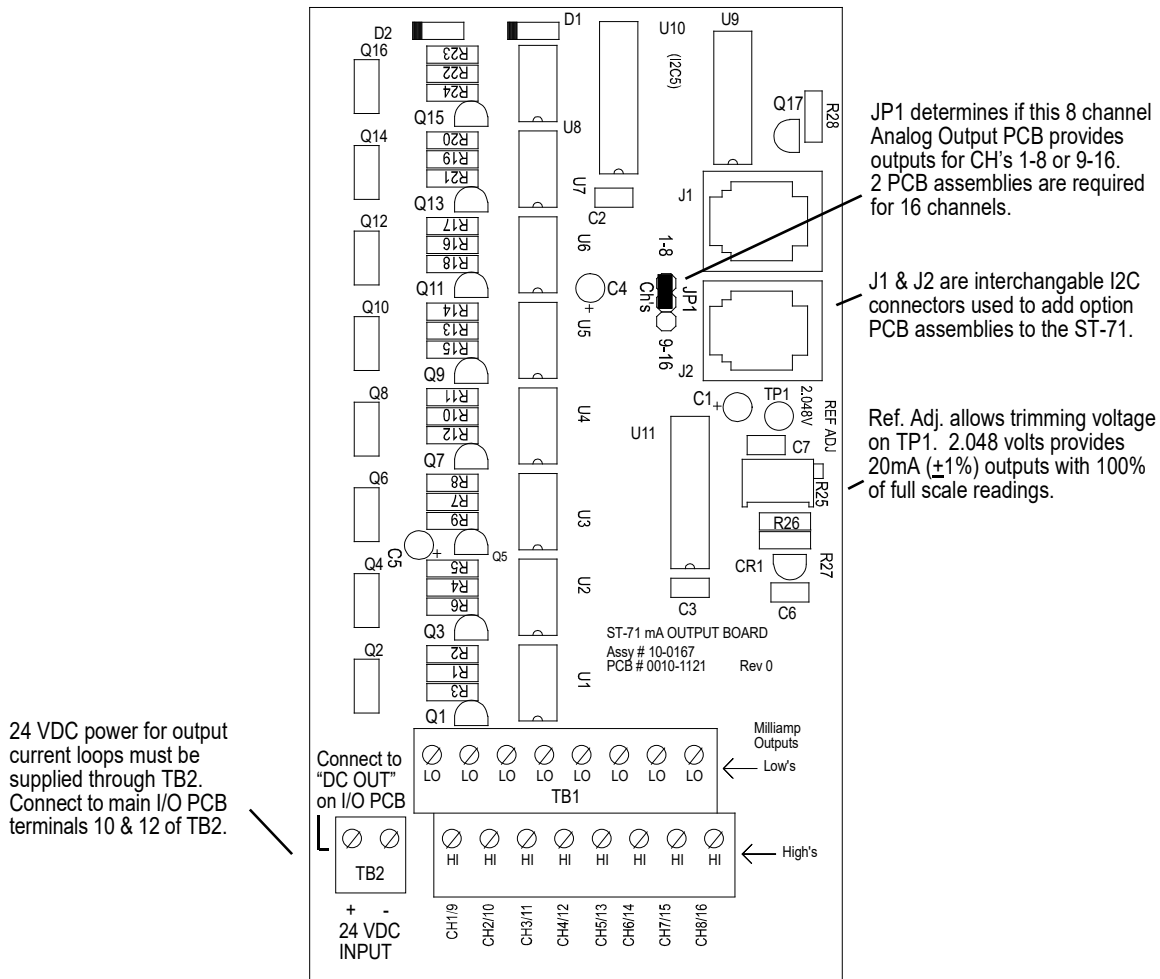 D2
D1
U10
U9
Q16
R23
R22
R24
(I2C5)
Q17
R28
Q15
U8
Q14
R20
R19
R21
U7
Q13
C2
J1
Q12
R17
R16
R18
U6
1-8
Q11
C4
+
Ch's
JP1
Q10
R14
R13
R15
U5
9-16
Q9
J2
Q8
R11
R10
R12
U4
C1
+
TP1
2.048V
REF ADJ
U11
Q7
C7
Q6
R8
R7
R9
U3
R25
R26
C5
+
Q5
Q4
R5
R4
R6
U2
CR1
R27
Q3
C3
C6
ST-71 mA OUTPUT BOARD
Assy # 10-0167
PCB # 0010-1121 Rev 0
Q2
R2
R1
R3
U1
Q1
JP1 determines if this 8 channel
Analog Output PCB provides
outputs for CH's 1-8 or 9-16.
2 PCB assemblies are required
for 16 channels.
J1 & J2 are interchangable I2C
connectors used to add option
PCB assemblies to the ST-71.
Ref. Adj. allows trimming voltage
on TP1. 2.048 volts provides
20mA (±1%) outputs with 100%
of full scale readings.
24 VDC power for output
current loops must be
supplied through TB2.
Connect to main I/O PCB
terminals 10 & 12 of TB2.
Connect to
“DC OUT”
on I/O PCB
LO LO LO LO LO LO LO LO
TB1
Milliamp
Outputs
Low's
HI HI HI HI HI HI HI HI
High's
TB2
+ -
24 VDC
INPUT
CH1/9
CH2/10
CH3/11
CH4/12
CH5/13
CH6/14
CH7/15
CH8/16